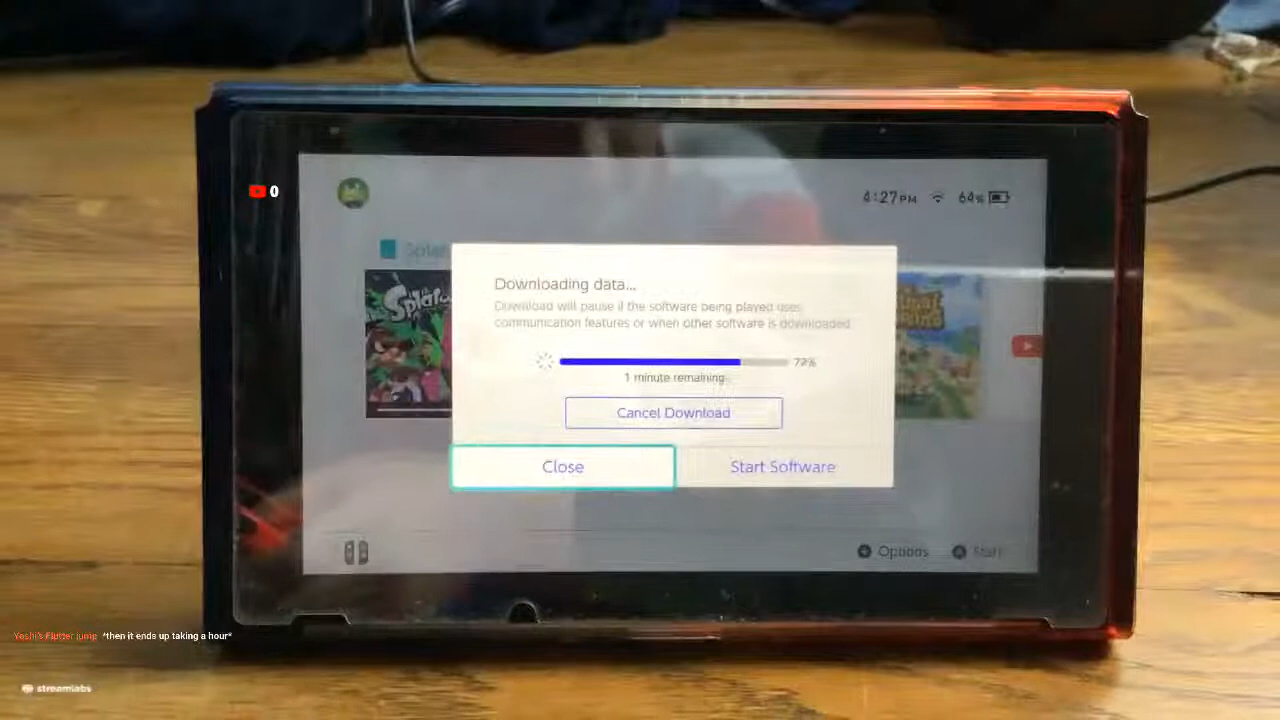 0
4:27PM 64%
Splat
Splat
Downloading data...
Download will pause if the software being played uses
communication features or when other software is downloaded.
1 minute remaining...
Cancel Download
Close
Start Software
Options
Start
Yoshi's Flutter jump *then it ends up taking a hour*
streamlabs